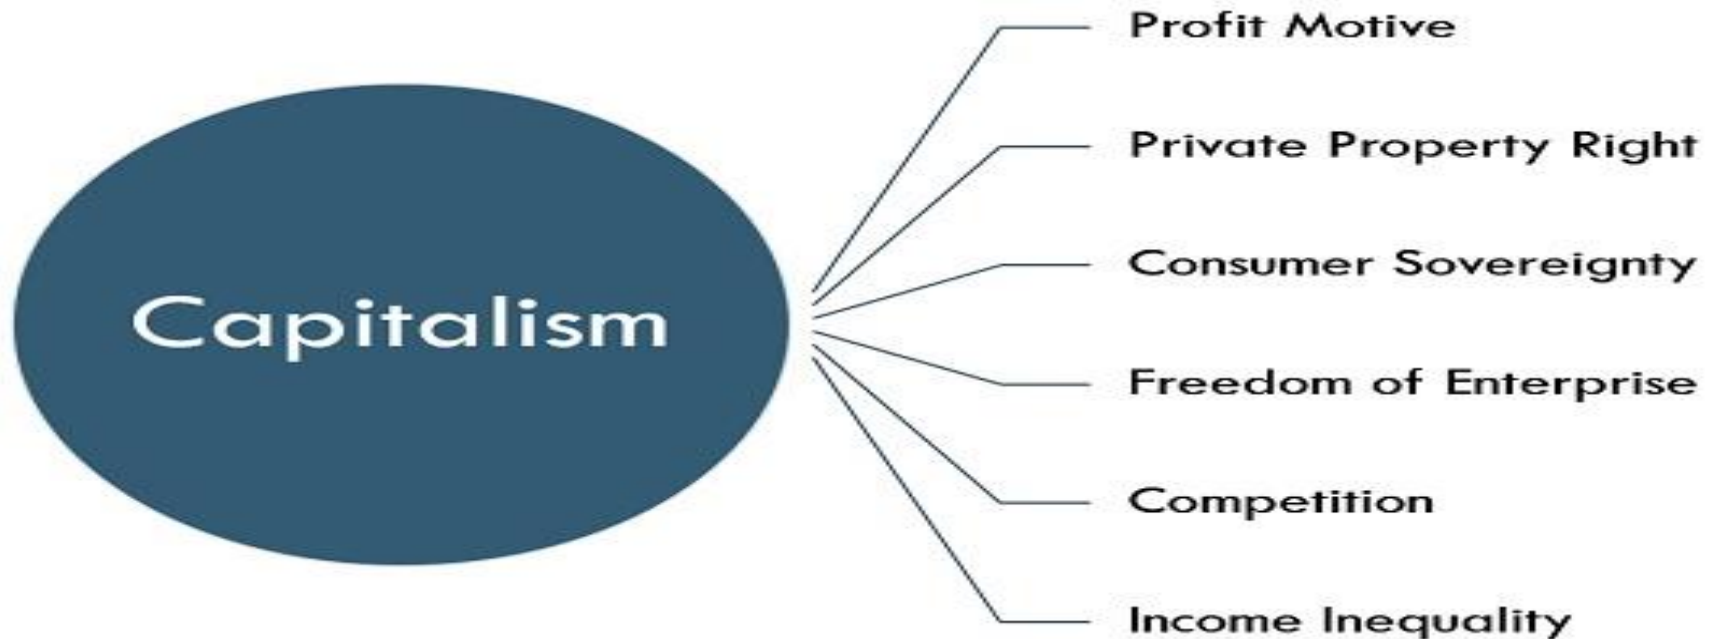 Capitalism
Profit Motive
Private Property Right
Consumer Sovereignty
Freedom of Enterprise
Competition
Income Inequality